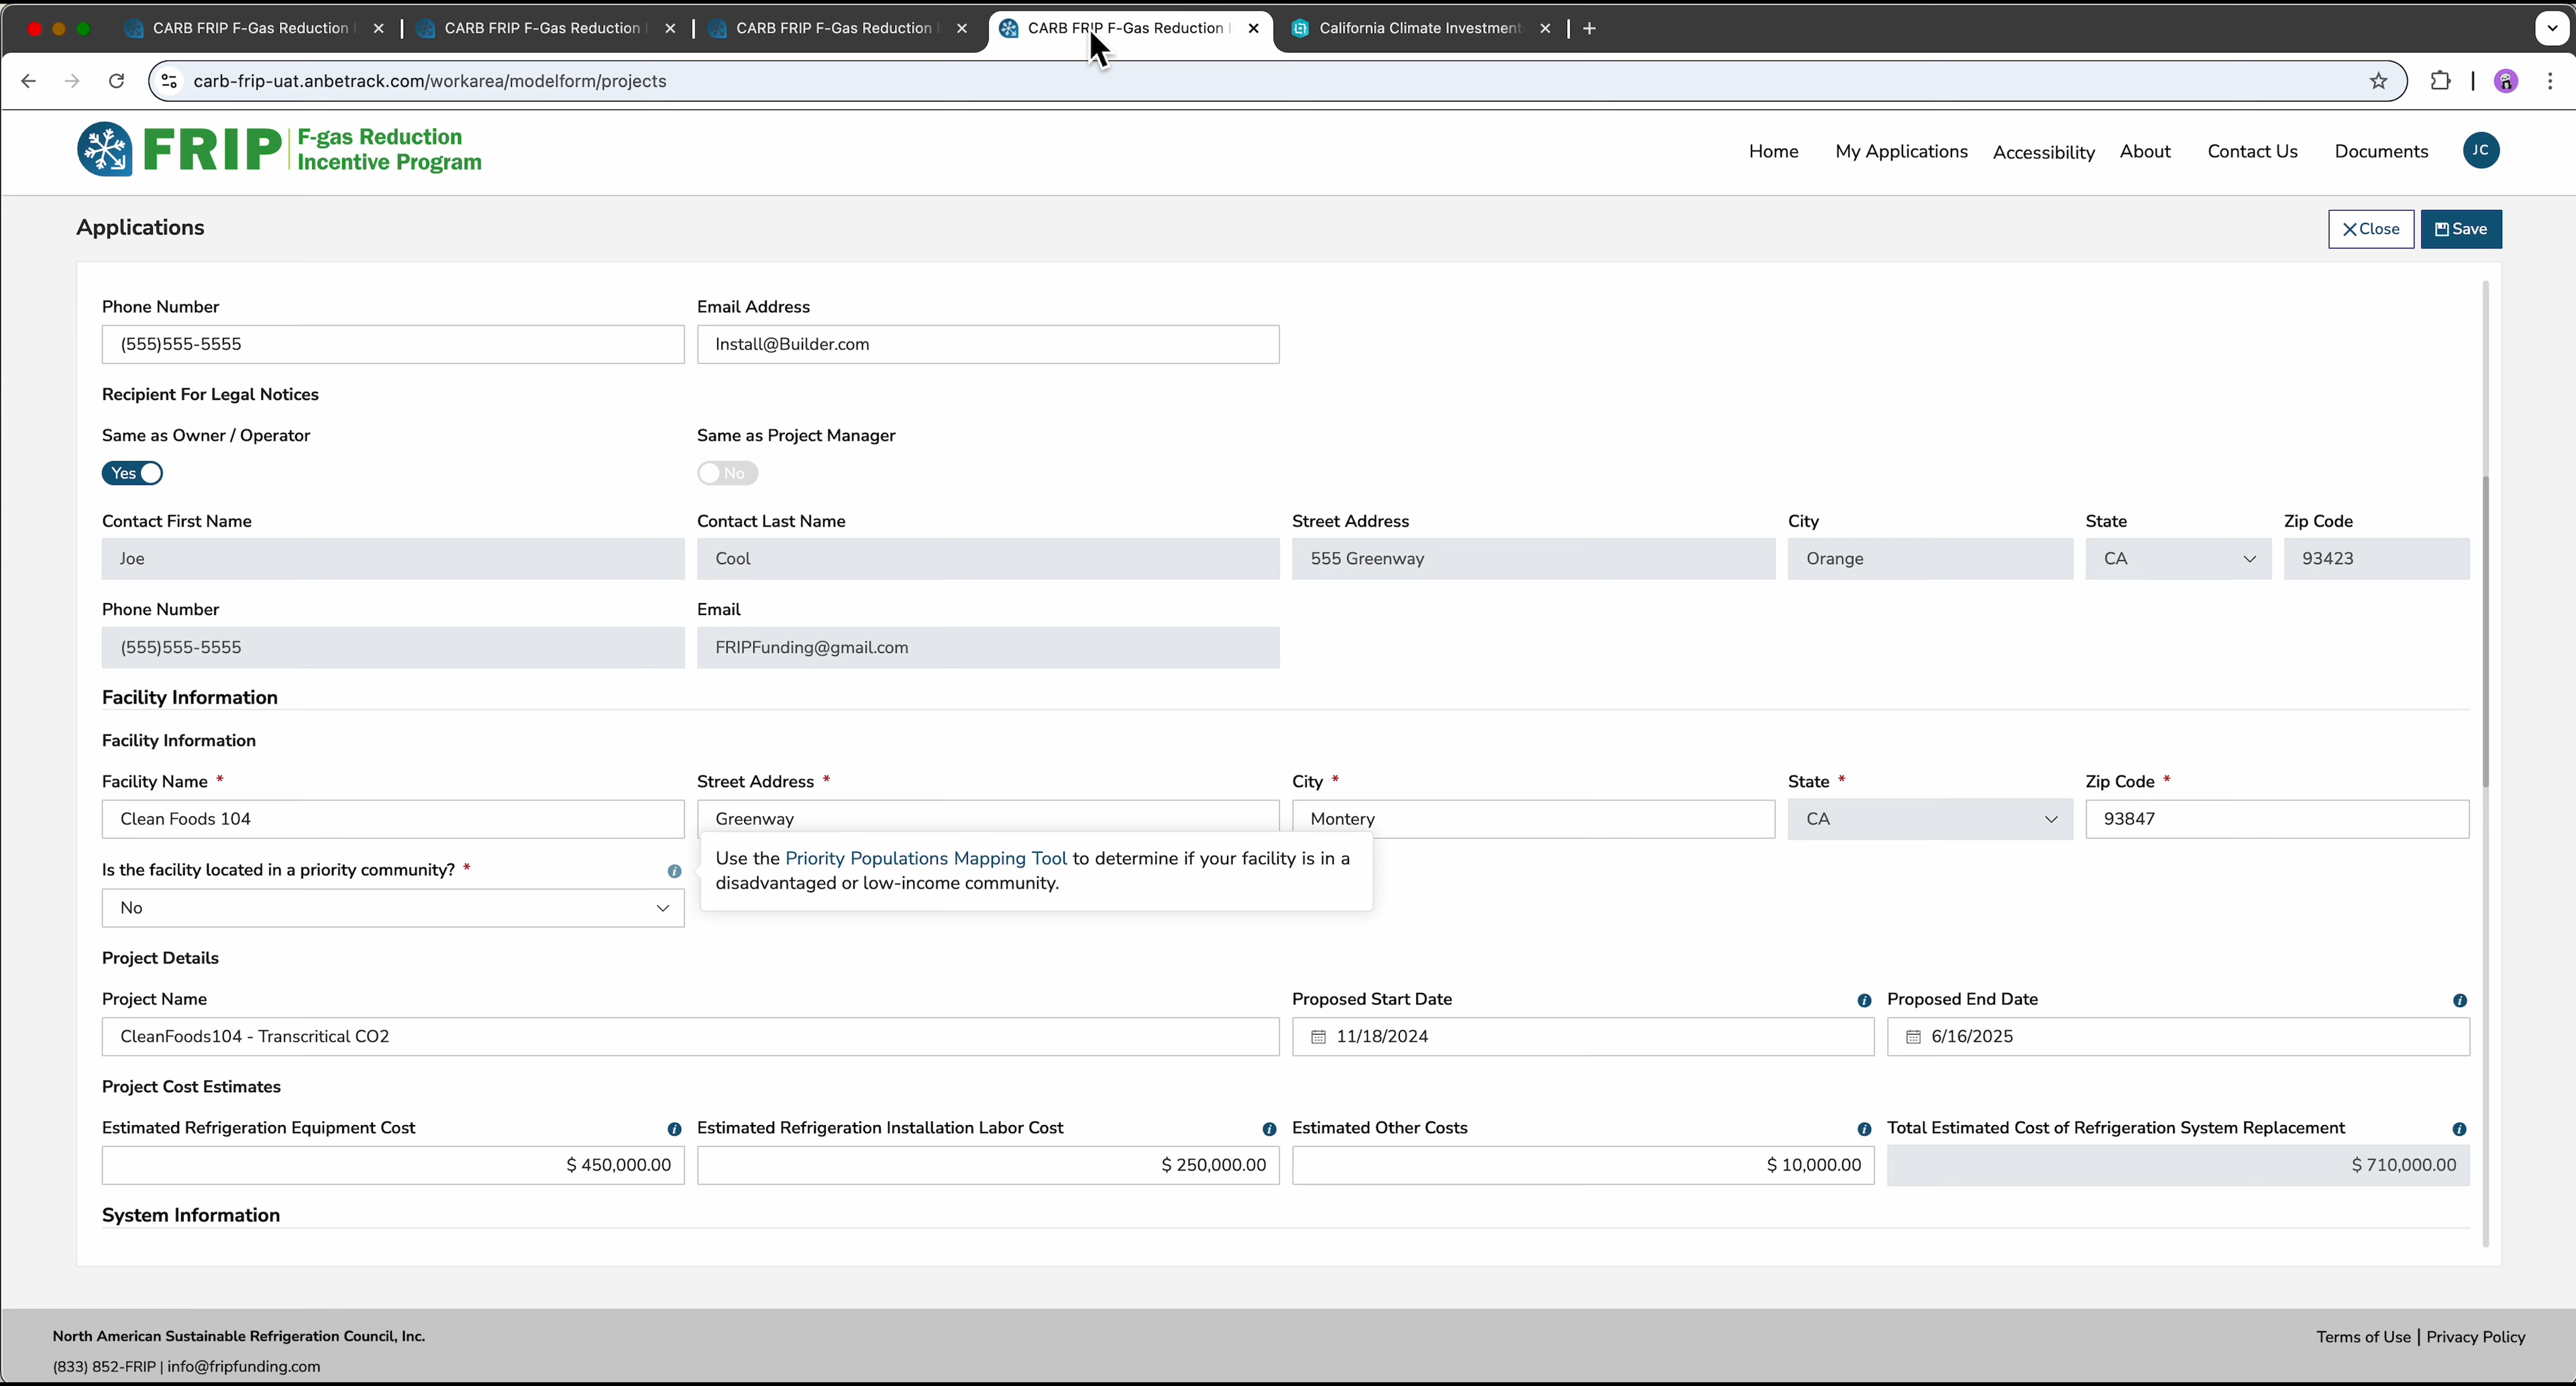 CARB FRIP F-Gas Reduction
CARB FRIP F-Gas Reduction
CARB FRIP F-Gas Reduction
CARB FRIP F-Gas Reduction
California Climate Investment
carb-frip-uat.anbetrack.com/workarea/modelform/projects
FRIP F-gas Reduction
Incentive Program
Home My Applications Accessibility About Contact Us Documents JC
Applications
Close Save
Phone Number Email Address
(555)555-5555 Install@Builder.com
Recipient For Legal Notices
Same as Owner / Operator Same as Project Manager
Yes No
Contact First Name Contact Last Name Street Address City State Zip Code
Joe Cool 555 Greenway Orange CA 93423
Phone Number Email
(555)555-5555 FRIPFunding@gmail.com
Facility Information
Facility Information
Facility Name * Street Address * City * State * Zip Code *
Clean Foods 104 Greenway Montery CA 93847
Is the facility located in a priority community? *
Use the Priority Populations Mapping Tool to determine if your facility is in a
disadvantaged or low-income community.
No
Project Details
Project Name Proposed Start Date Proposed End Date
CleanFoods104 - Transcritical CO2 11/18/2024 6/16/2025
Project Cost Estimates
Estimated Refrigeration Equipment Cost Estimated Refrigeration Installation Labor Cost Estimated Other Costs Total Estimated Cost of Refrigeration System Replacement
$ 450,000.00 $ 250,000.00 $ 10,000.00 $ 710,000.00
System Information
North American Sustainable Refrigeration Council, Inc.
Terms of Use | Privacy Policy
(833) 852-FRIP | info@fripfunding.com